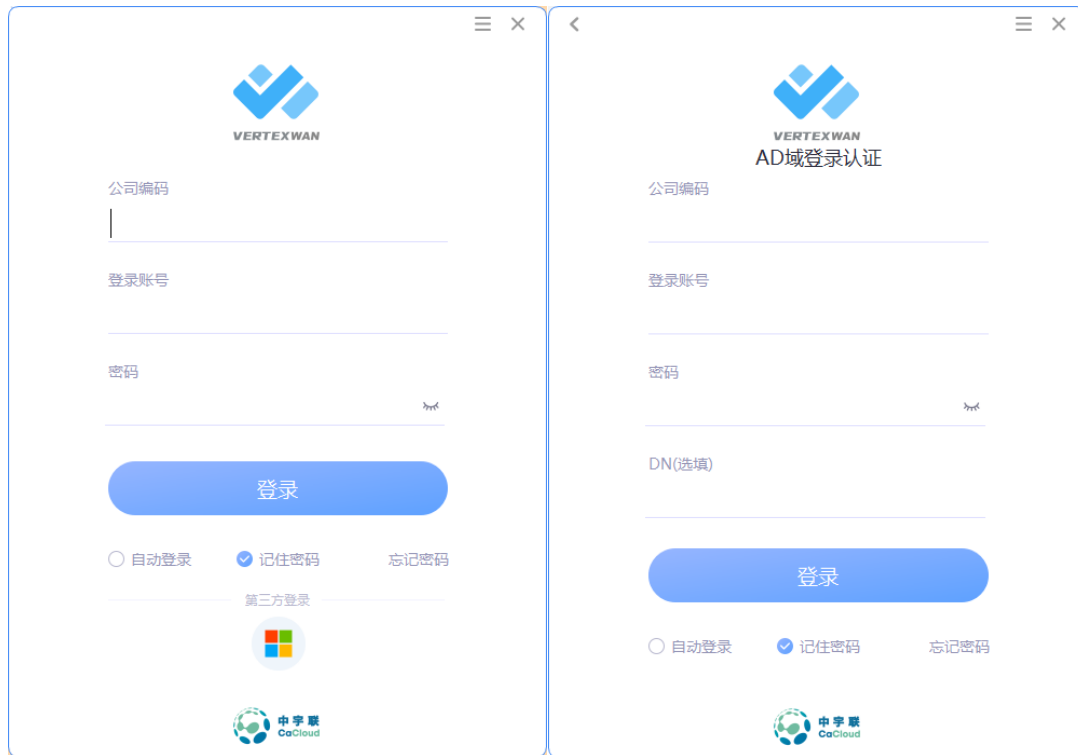 VERTEXWAN
公司编码
登录账号
密码
登录
自动登录 记住密码 忘记密码
第三方登录
中宇联
CaCloud
VERTEXWAN
AD域登录认证
公司编码
登录账号
密码
DN(选填)
登录
自动登录 记住密码 忘记密码
中宇联
CaCloud